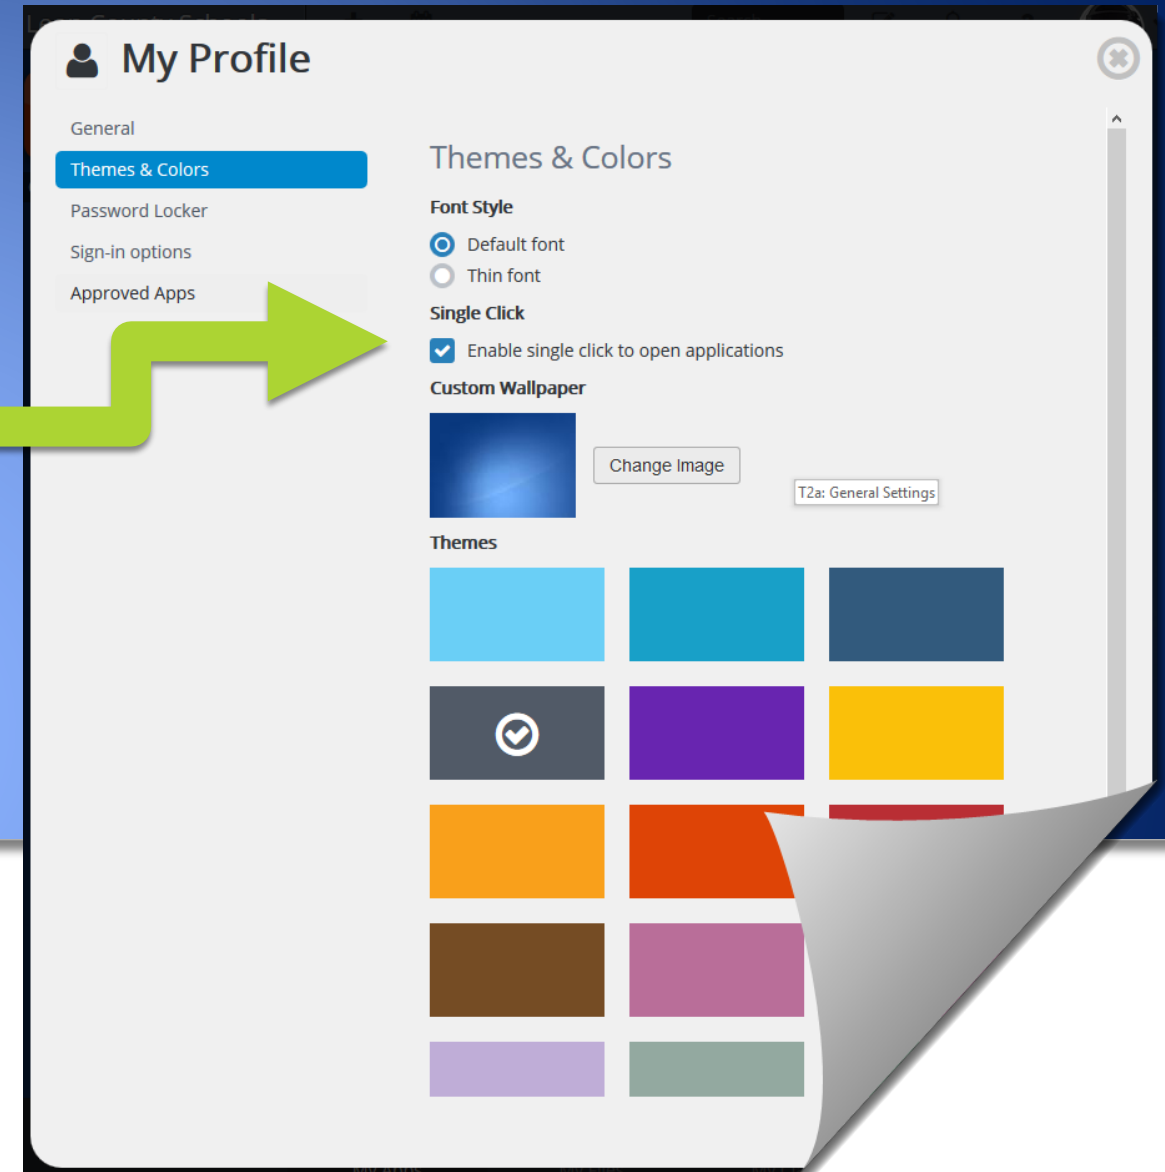 My Profile
General
Themes & Colors
Password Locker
Sign-in options
Approved Apps
Themes & Colors
Font Style
Default font
Thin font
Single Click
Enable single click to open applications
Custom Wallpaper
Change Image
T2a: General Settings
Themes